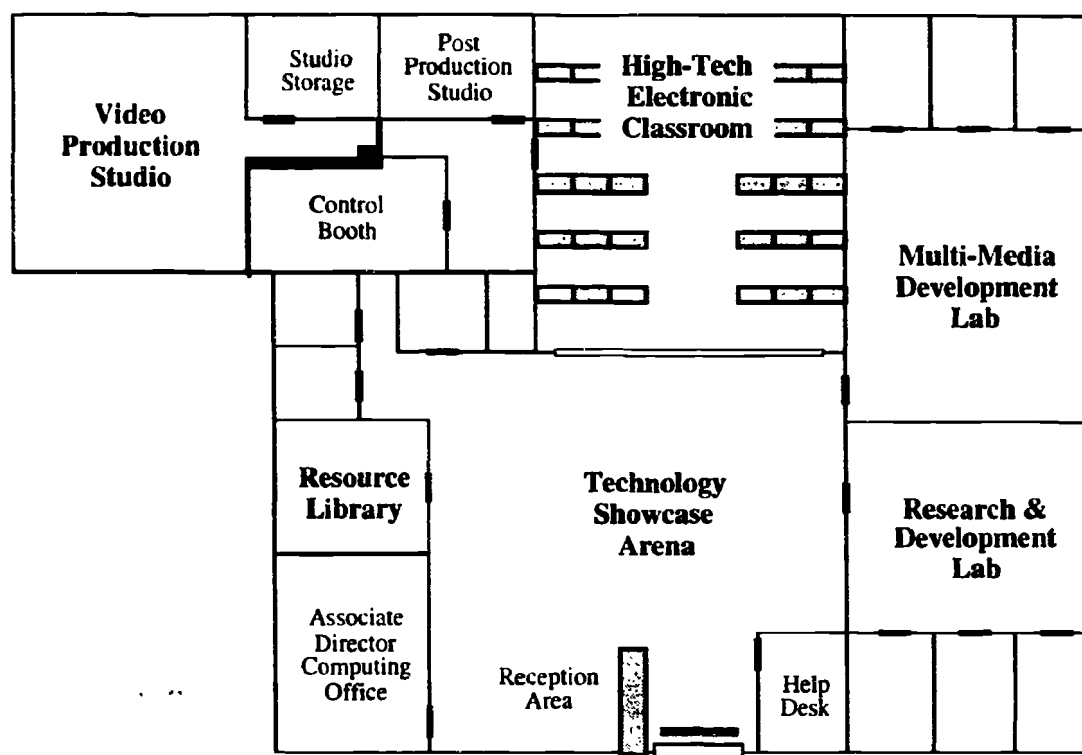 Studio
Storage
Post
Production
Studio
High-Tech
Electronic
Classroom
Video
Production
Studio
Control
Booth
Multi-Media
Development
Lab
Resource
Library
Technology
Showcase
Arena
Research &
Development
Lab
Associate
Director
Computing
Office
Reception
Area
Help
Desk